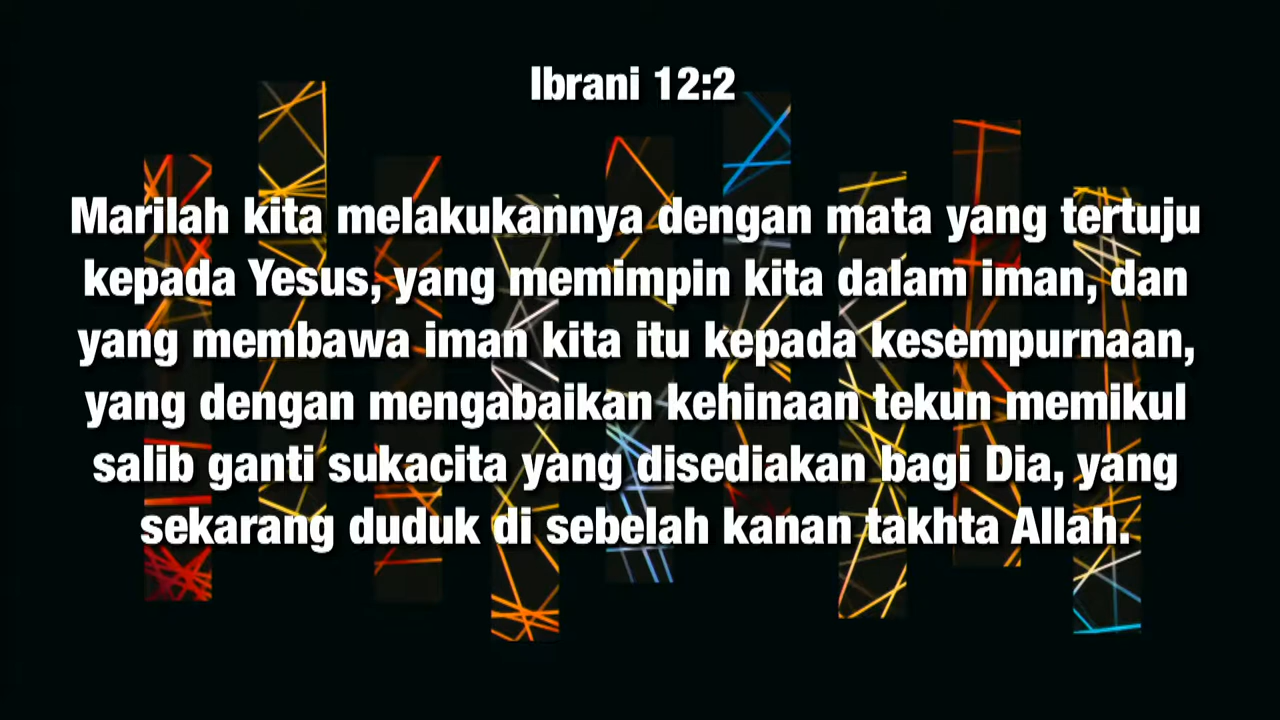 Ibrani 12:2
Marilah kita melakukannya dengan mata yang tertuju
kepada Yesus, yang memimpin kita dalam iman, dan
yang membawa iman kita itu kepada kesempurnaan,
yang dengan mengabaikan kehinaan tekun memikul
salib ganti sukacita yang disediakan bagi Dia, yang
sekarang duduk di sebelah kanan takhta Allah.